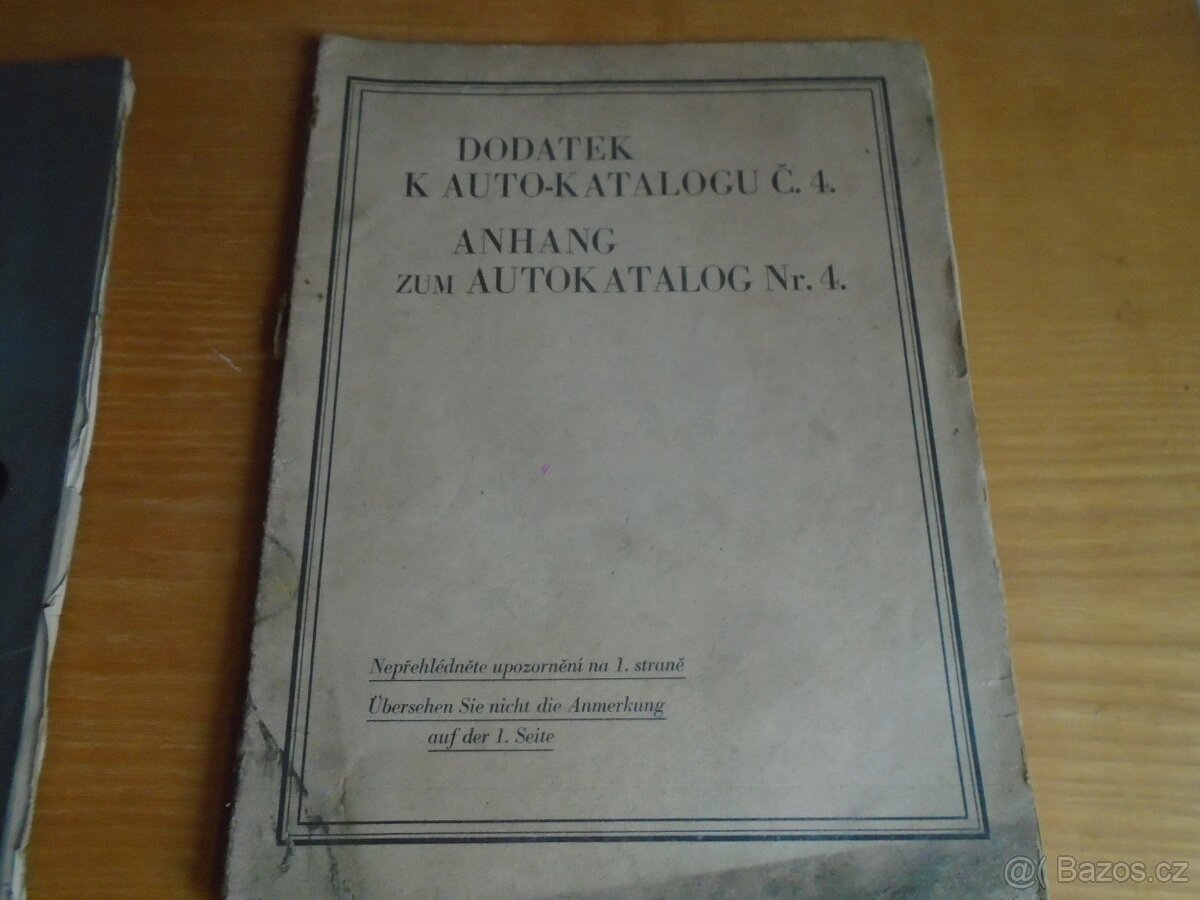 DODATEK
K AUTO-KATALOGU Č. 4.
ANHANG
ZUM AUTOKATALOG Nr. 4.
Nepřehlédněte upozornění na 1. straně
Übersehen Sie nicht die Anmerkung
auf der 1. Seite
@( Bazos.cz